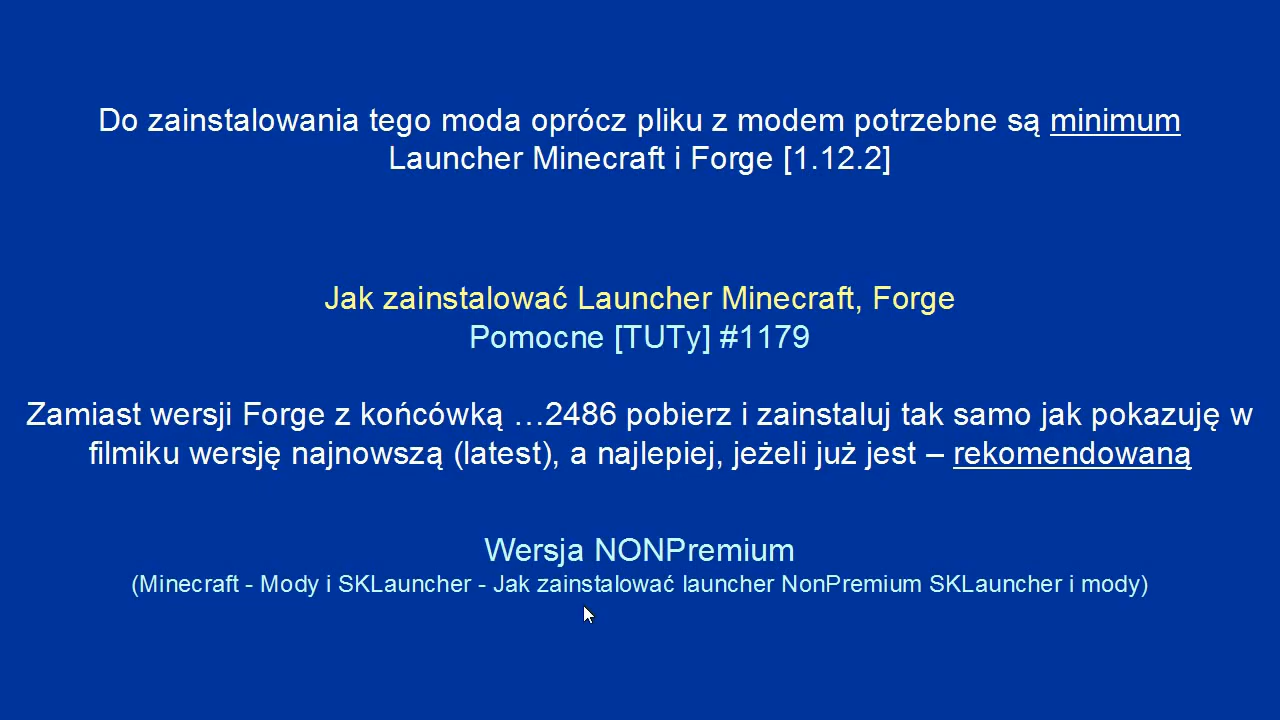 Do zainstalowania tego moda oprócz pliku z modem potrzebne są minimum
Launcher Minecraft i Forge [1.12.2]
Jak zainstalować Launcher Minecraft, Forge
Pomocne [TUTy] #1179
Zamiast wersji Forge z końcówką …2486 pobierz i zainstaluj tak samo jak pokazuję w
filmiku wersję najnowszą (latest), a najlepiej, jeżeli już jest – rekomendowaną
Wersja NONPremium
(Minecraft - Mody i SKLauncher - Jak zainstalować launcher NonPremium SKLauncher i mody)